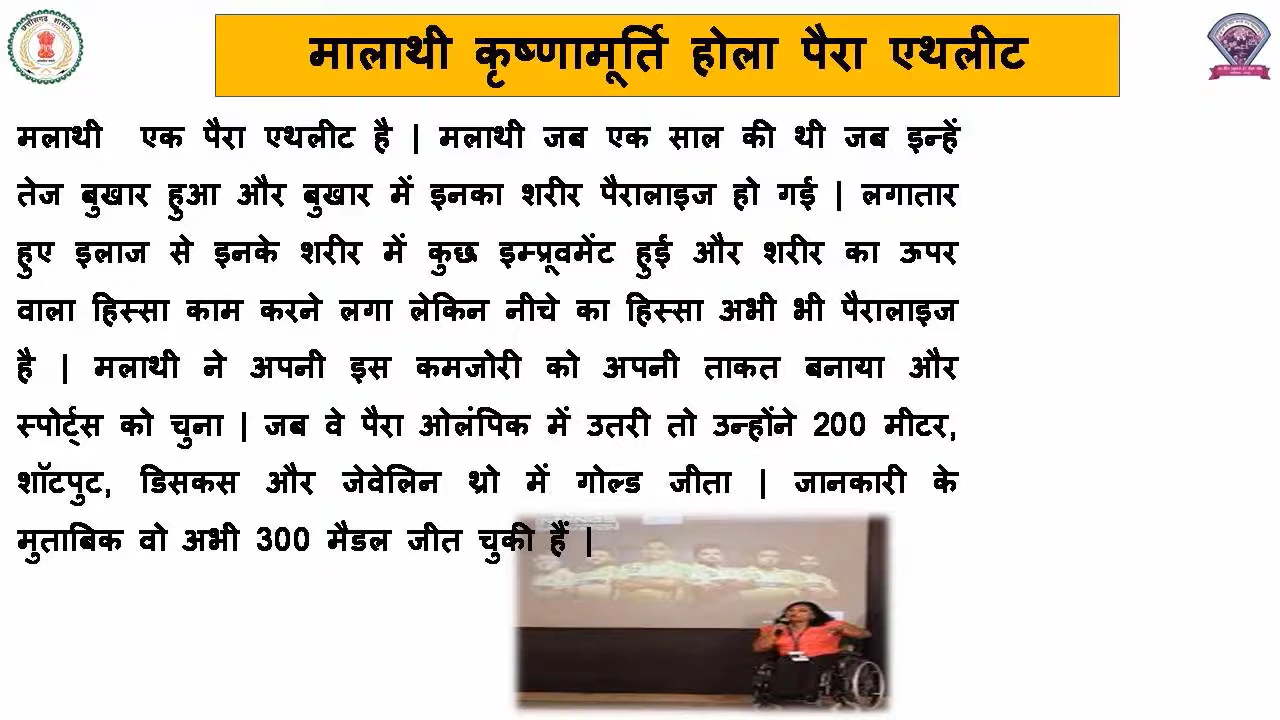 मालाथी कृष्णामूर्ति होला पैरा एथलीट
मलाथी एक पैरा एथलीट है | मलाथी जब एक साल की थी जब इन्हें
तेज बुखार हुआ और बुखार में इनका शरीर पैरालाइज हो गई | लगातार
हुए इलाज से इनके शरीर में कुछ इम्प्रूवमेंट हुई और शरीर का ऊपर
वाला हिस्सा काम करने लगा लेकिन नीचे का हिस्सा अभी भी पैरालाइज
है | मलाथी ने अपनी इस कमजोरी को अपनी ताकत बनाया और
स्पोर्ट्स को चुना | जब वे पैरा ओलंपिक में उतरी तो उन्होंने 200 मीटर,
शॉटपुट, डिसकस और जेवेलिन थ्रो में गोल्ड जीता | जानकारी के
मुताबिक वो अभी 300 मैडल जीत चुकी हैं |